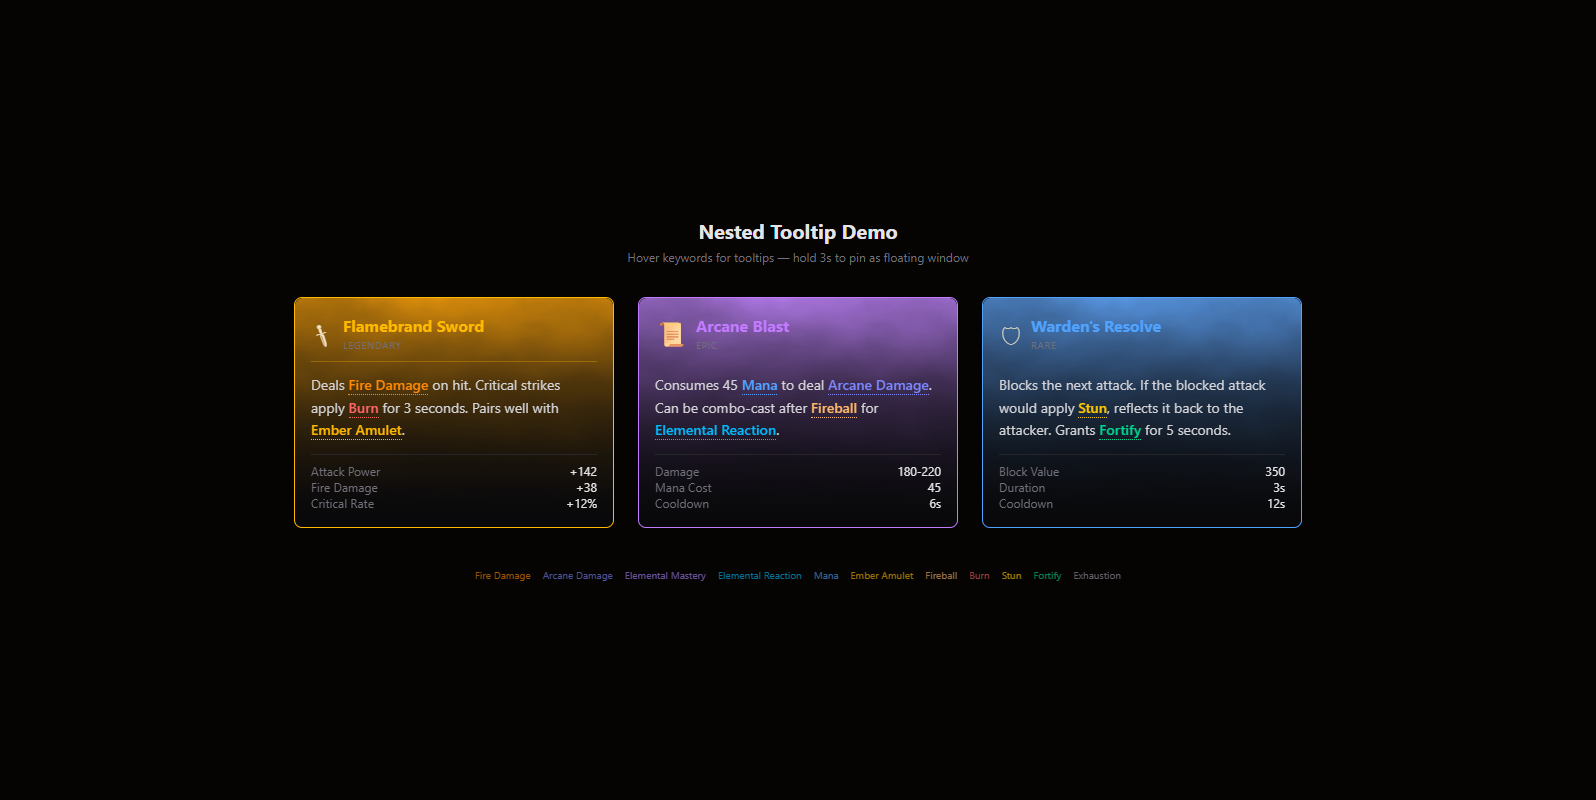 Nested Tooltip Demo
Hover keywords for tooltips — hold 3s to pin as floating window
Flamebrand Sword
LEGENDARY
Deals Fire Damage on hit. Critical strikes
apply Burn for 3 seconds. Pairs well with
Ember Amulet.
Attack Power +142
Fire Damage +38
Critical Rate +12%
Arcane Blast
EPIC
Consumes 45 Mana to deal Arcane Damage.
Can be combo-cast after Fireball for
Elemental Reaction.
Damage 180-220
Mana Cost 45
Cooldown 6s
Warden's Resolve
RARE
Blocks the next attack. If the blocked attack
would apply Stun, reflects it back to the
attacker. Grants Fortify for 5 seconds.
Block Value 350
Duration 3s
Cooldown 12s
Fire Damage Arcane Damage Elemental Mastery Elemental Reaction Mana Ember Amulet Fireball Burn Stun Fortify Exhaustion